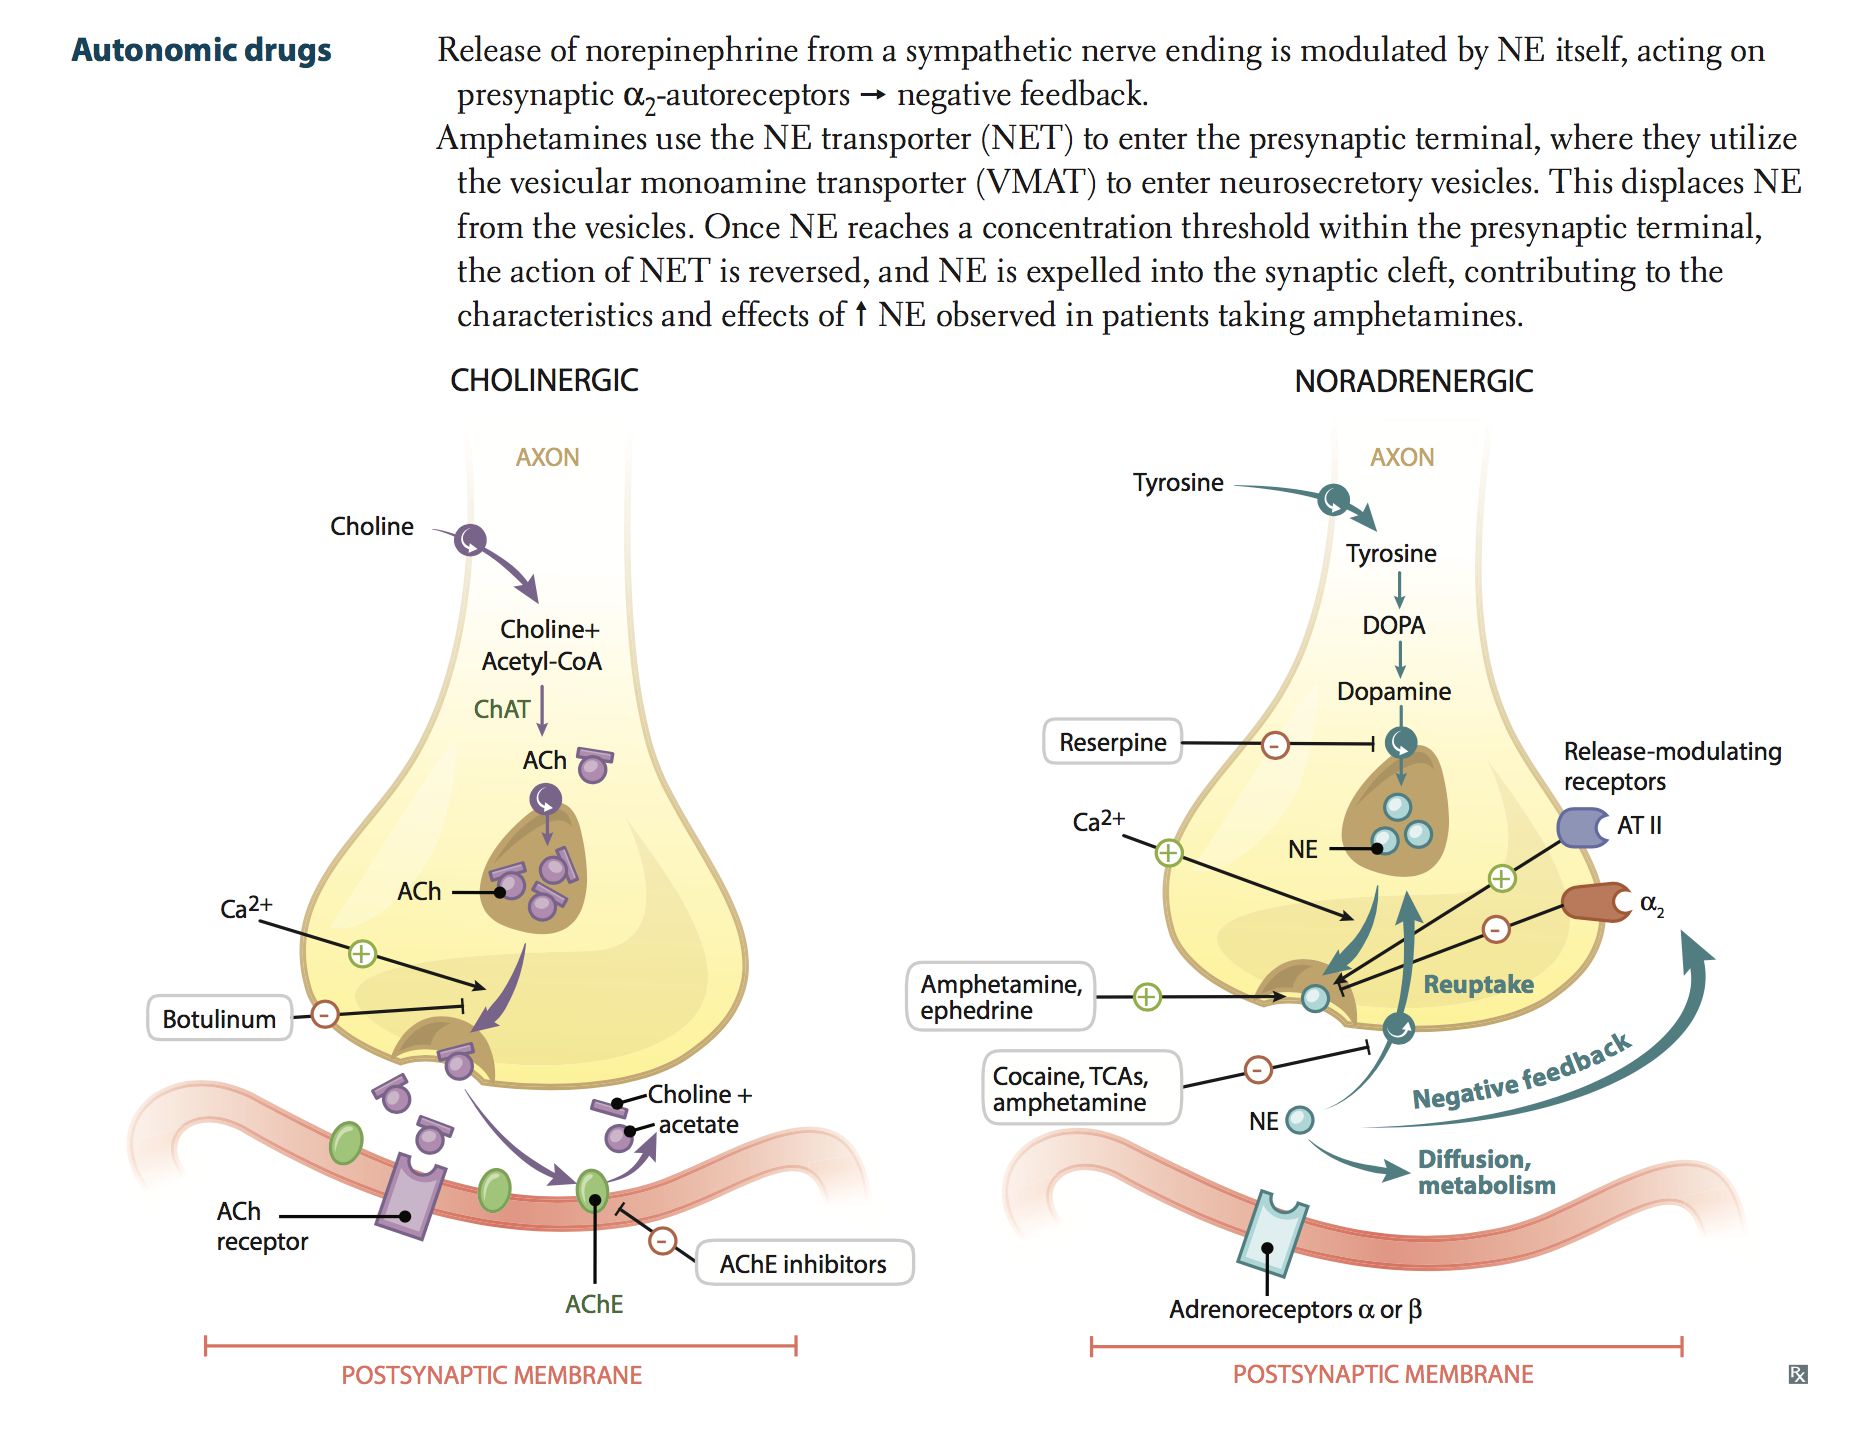 Autonomic drugs
Release of norepinephrine from a sympathetic nerve ending is modulated by NE itself, acting on
presynaptic α2-autoreceptors → negative feedback.
Amphetamines use the NE transporter (NET) to enter the presynaptic terminal, where they utilize
the vesicular monoamine transporter (VMAT) to enter neurosecretory vesicles. This displaces NE
from the vesicles. Once NE reaches a concentration threshold within the presynaptic terminal,
the action of NET is reversed, and NE is expelled into the synaptic cleft, contributing to the
characteristics and effects of ↑ NE observed in patients taking amphetamines.
CHOLINERGIC
AXON
Choline
Choline+
Acetyl-CoA
ChAT
ACh
ACh
Ca2+
+
Botulinum
-
Choline +
acetate
ACh
receptor
-
AChE inhibitors
AChE
POSTSYNAPTIC MEMBRANE
NORADRENERGIC
AXON
Tyrosine
Tyrosine
DOPA
Dopamine
Reserpine
-
Release-modulating
receptors
AT II
Ca2+
+
NE
+
α2
-
Amphetamine,
ephedrine
+
Reuptake
Cocaine, TCAs,
amphetamine
-
Negative feedback
NE
Diffusion,
metabolism
Adrenoreceptors α or β
POSTSYNAPTIC MEMBRANE
Rx